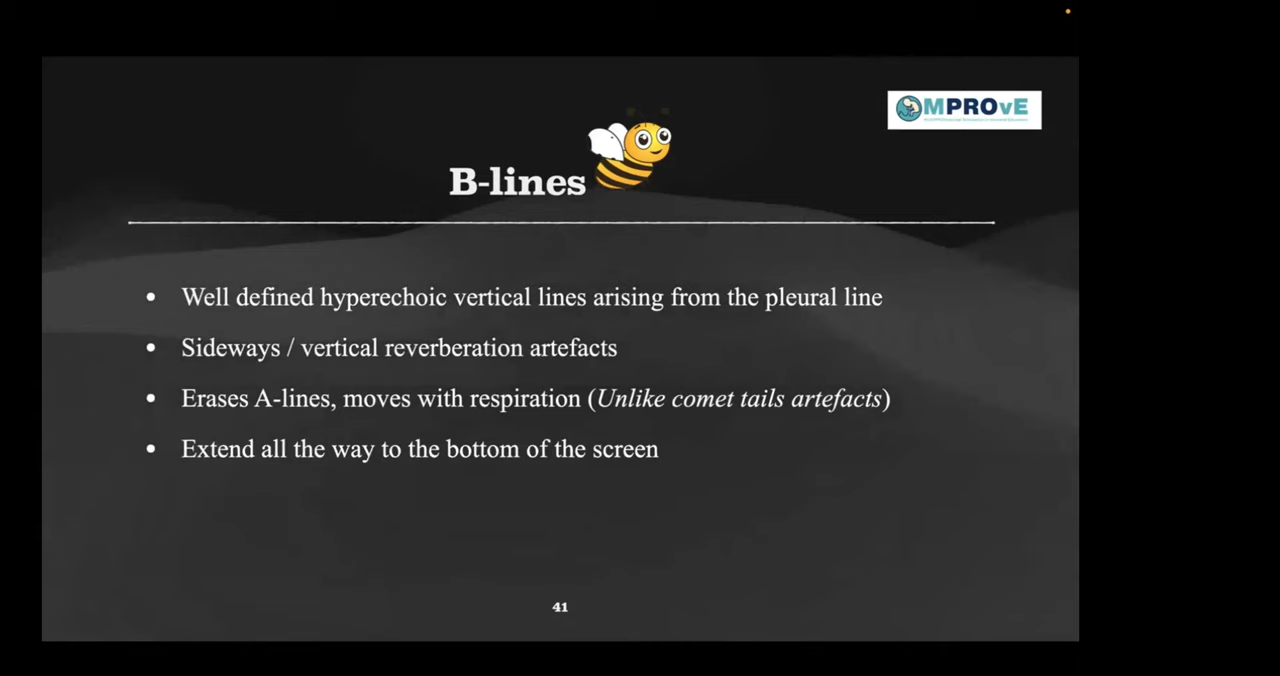 MPROvE
B-lines
• Well defined hyperechoic vertical lines arising from the pleural line
• Sideways / vertical reverberation artefacts
• Erases A-lines, moves with respiration (Unlike comet tails artefacts)
• Extend all the way to the bottom of the screen
41